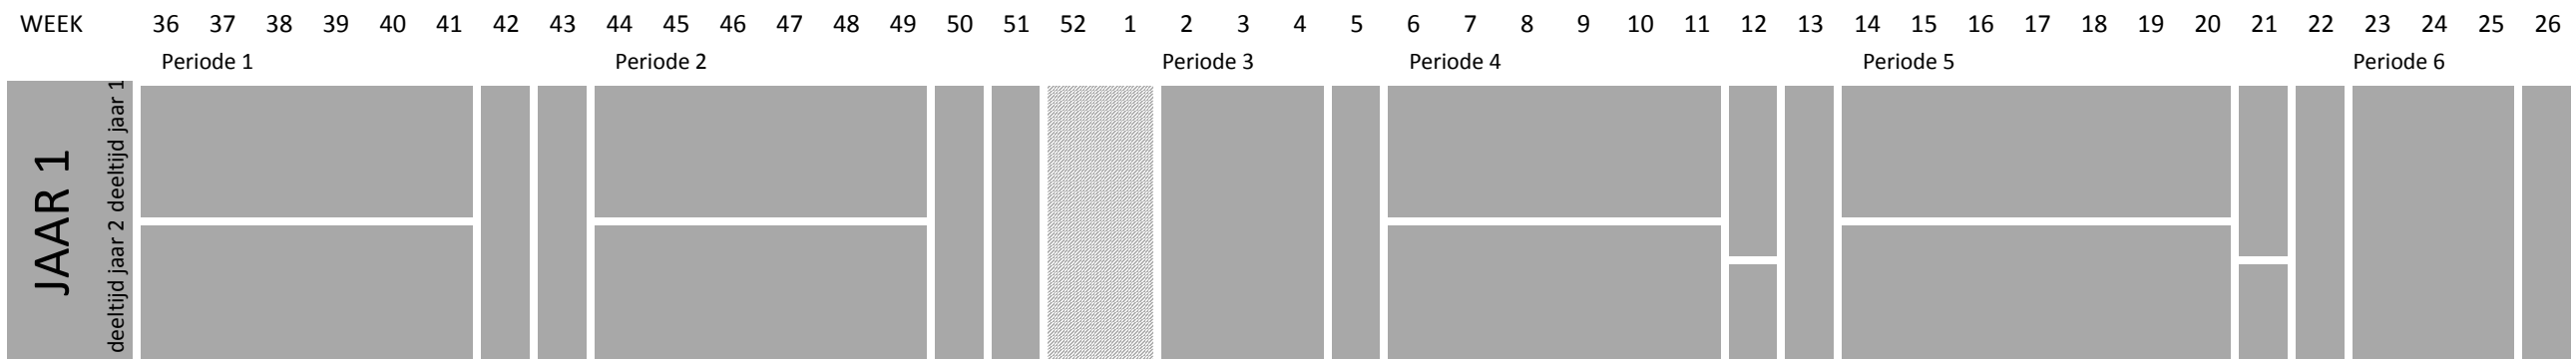 WEEK 36 37 38 39 40 41 42 43 44 45 46 47 48 49 50 51 52 1 2 3 4 5 6 7 8 9 10 11 12 13 14 15 16 17 18 19 20 21 22 23 24 25 26
Periode 1 Periode 2 Periode 3 Periode 4 Periode 5 Periode 6
JAAR 1
deeltijd jaar 2 deeltijd jaar 1